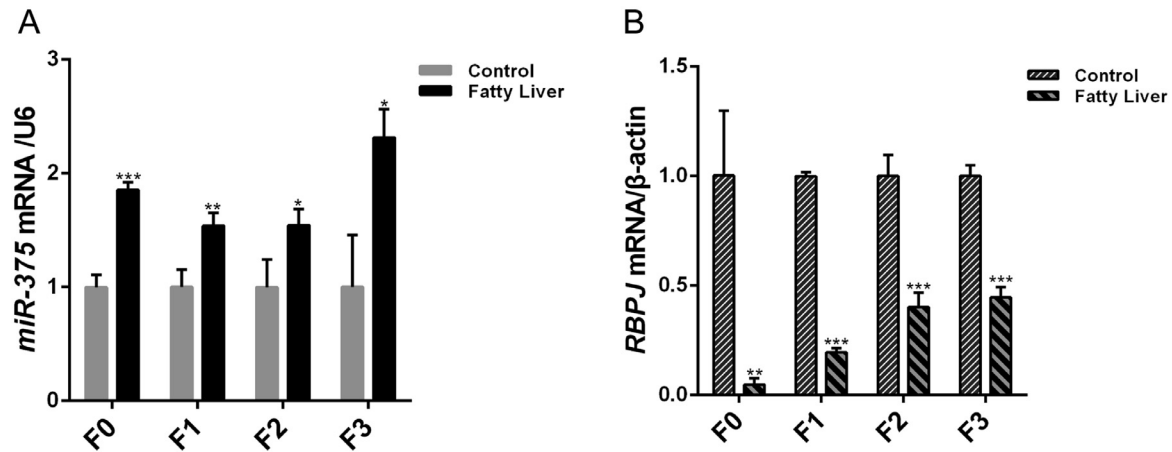 A
miR-375 mRNA /U6
3
2
1
0
***
**
*
*
F0
F1
F2
F3
Control
Fatty Liver
B
RBPJ mRNA/β-actin
1.5
1.0
0.5
0.0
**
***
***
***
F0
F1
F2
F3
Control
Fatty Liver